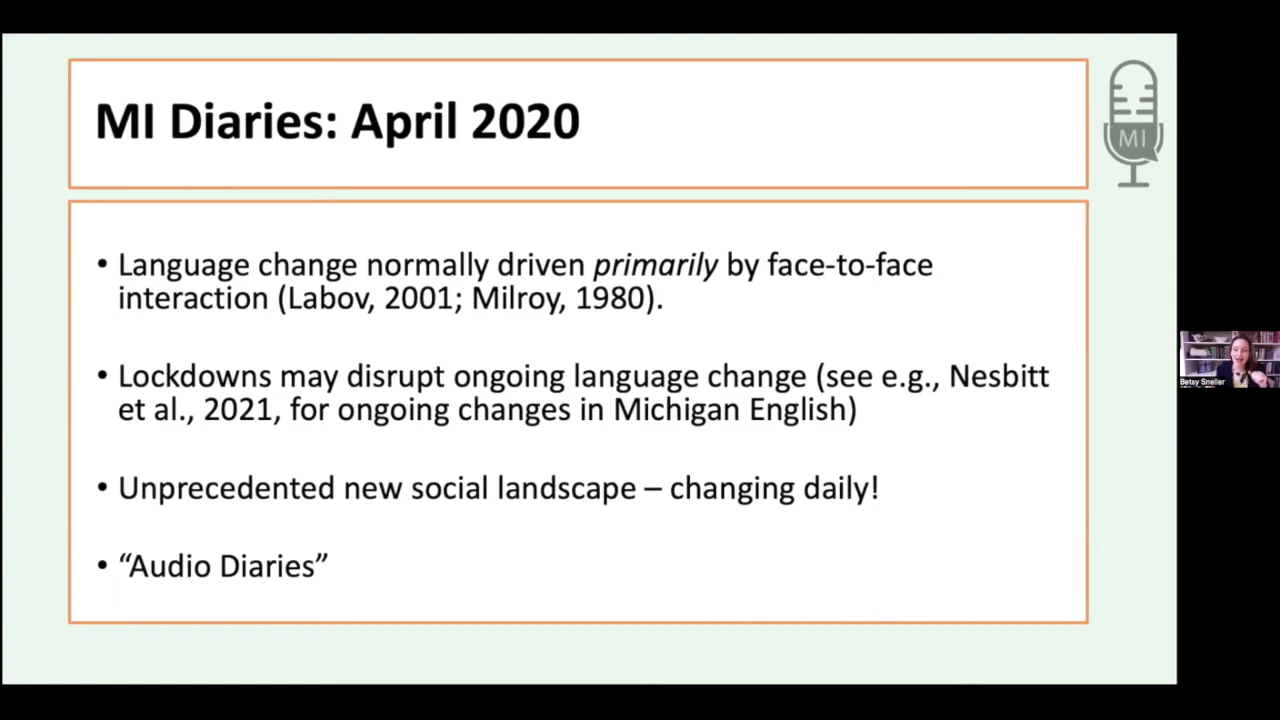 MI Diaries: April 2020
MI
• Language change normally driven primarily by face-to-face
interaction (Labov, 2001; Milroy, 1980).
• Lockdowns may disrupt ongoing language change (see e.g., Nesbitt
et al., 2021, for ongoing changes in Michigan English)
• Unprecedented new social landscape – changing daily!
• “Audio Diaries”
Betsy Sneller